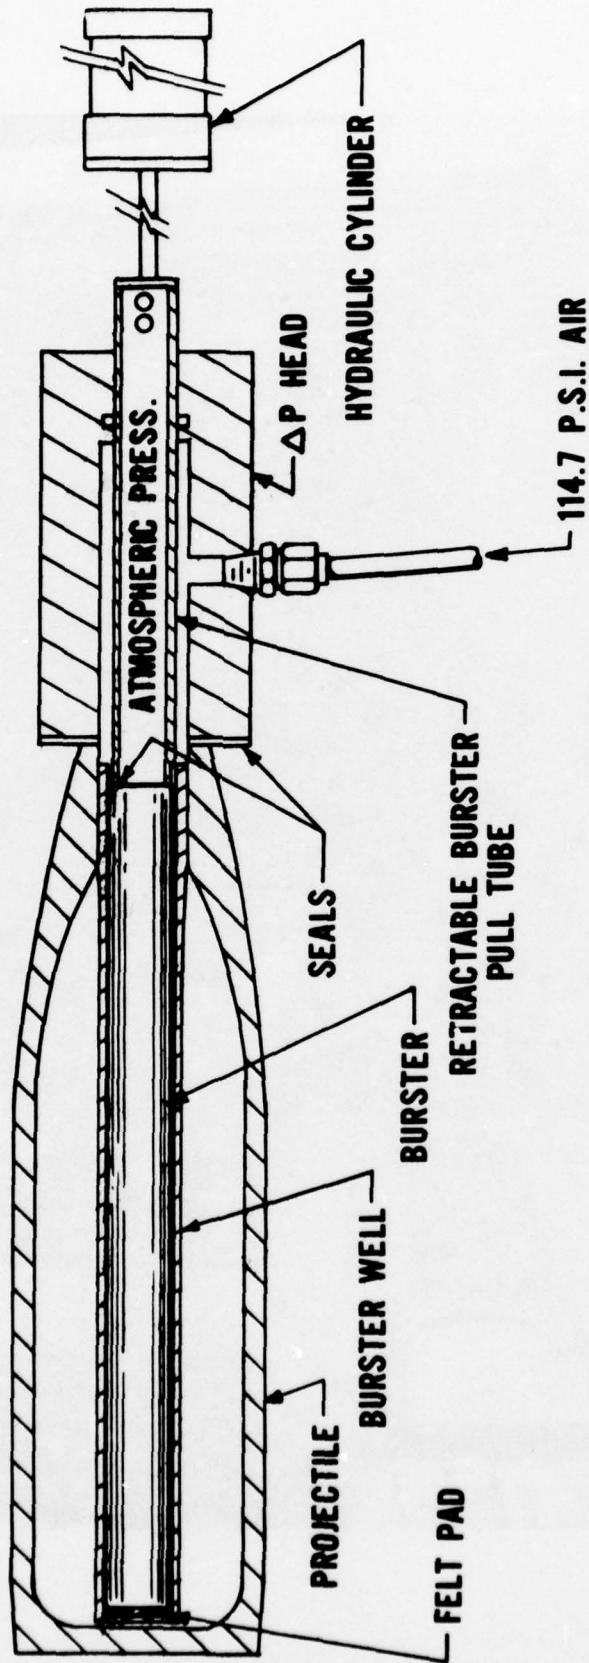 HYDRAULIC CYLINDER
ΔP HEAD
114.7 P.S.I. AIR
ATMOSPHERIC PRESS.
SEALS
RETRACTABLE BURSTER
PULL TUBE
BURSTER
BURSTER WELL
PROJECTILE
FELT PAD